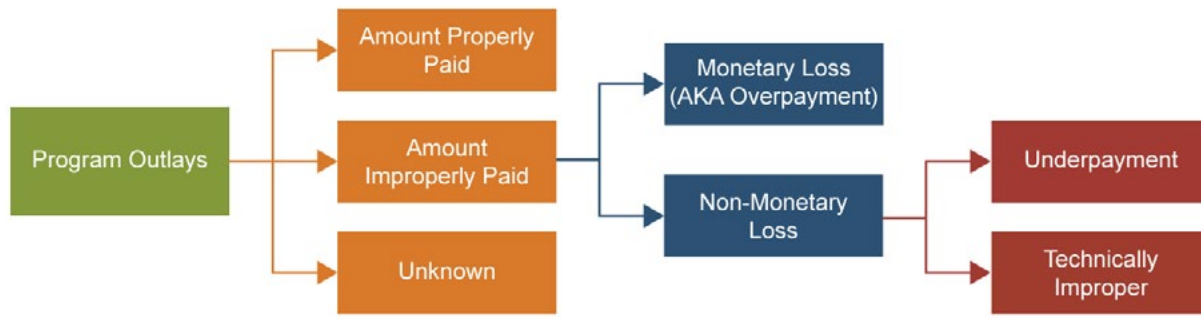 Program Outlays
Amount Properly
Paid
Amount
Improperly Paid
Unknown
Monetary Loss
(AKA Overpayment)
Non-Monetary
Loss
Underpayment
Technically
Improper